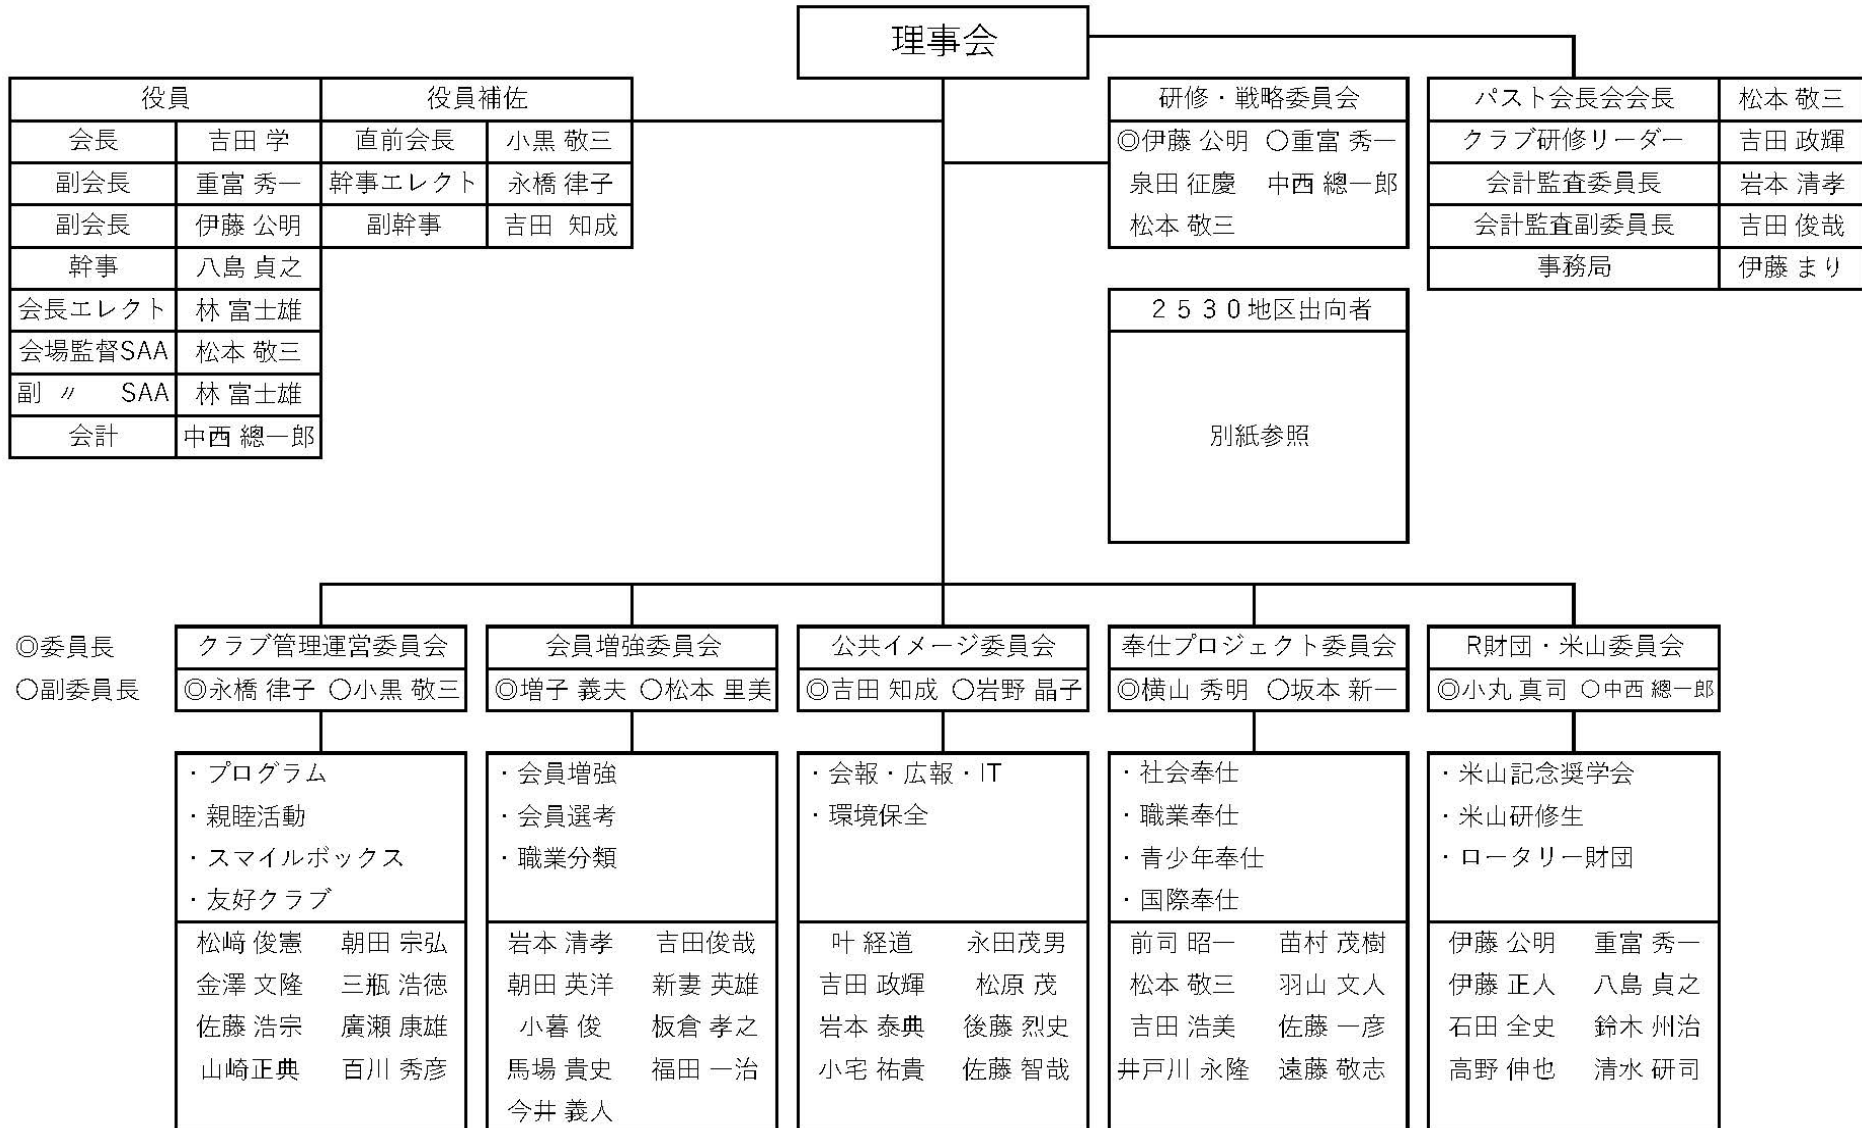 理事会
役員 役員補佐
会長 吉田 学 直前会長 小黒 敬三
副会長 重富 秀一 幹事エレクト 永橋 律子
副会長 伊藤 公明 副幹事 吉田 知成
幹事 八島 貞之
会長エレクト 林 富士雄
会場監督SAA 松本 敬三
副 〃 SAA 林 富士雄
会計 中西 總一郎
研修・戦略委員会
◎伊藤 公明 〇重富 秀一
泉田 征慶 中西 總一郎
松本 敬三
パスト会長会会長 松本 敬三
クラブ研修リーダー 吉田 政輝
会計監査委員長 岩本 清孝
会計監査副委員長 吉田 俊哉
事務局 伊藤 まり
２５３０地区出向者
別紙参照
◎委員長
〇副委員長
クラブ管理運営委員会
◎永橋 律子 〇小黒 敬三
・プログラム
・親睦活動
・スマイルボックス
・友好クラブ
松﨑 俊憲 朝田 宗弘
金澤 文隆 三瓶 浩徳
佐藤 浩宗 廣瀬 康雄
山崎正典 百川 秀彦
会員増強委員会
◎増子 義夫 〇松本 里美
・会員増強
・会員選考
・職業分類
岩本 清孝 吉田俊哉
朝田 英洋 新妻 英雄
小暮 俊 板倉 孝之
馬場 貴史 福田 一治
今井 義人
公共イメージ委員会
◎吉田 知成 〇岩野 晶子
・会報・広報・IT
・環境保全
叶 経道 永田茂男
吉田 政輝 松原 茂
岩本 泰典 後藤 烈史
小宅 祐貴 佐藤 智哉
奉仕プロジェクト委員会
◎横山 秀明 〇坂本 新一
・社会奉仕
・職業奉仕
・青少年奉仕
・国際奉仕
前司 昭一 苗村 茂樹
松本 敬三 羽山 文人
吉田 浩美 佐藤 一彦
井戸川 永隆 遠藤 敬志
R財団・米山委員会
◎小丸 真司 〇中西 總一郎
・米山記念奨学会
・米山研修生
・ロータリー財団
伊藤 公明 重富 秀一
伊藤 正人 八島 貞之
石田 全史 鈴木 州治
高野 伸也 清水 研司